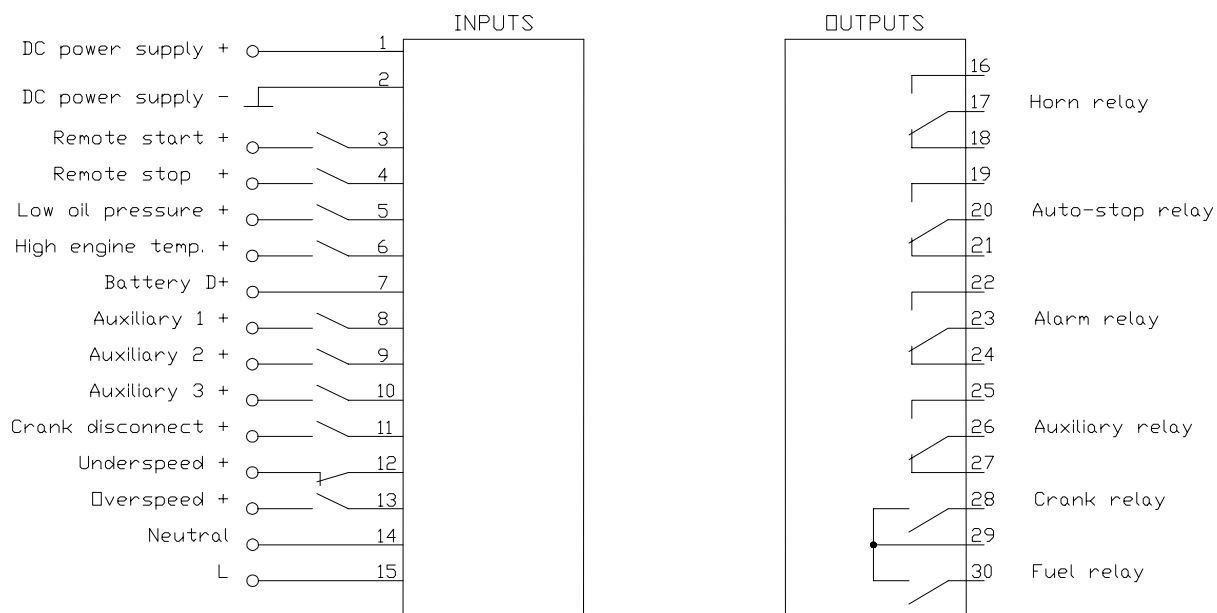 INPUTS
DC power supply + 1
DC power supply - 2
Remote start + 3
Remote stop + 4
Low oil pressure + 5
High engine temp. + 6
Battery D+ 7
Auxiliary 1 + 8
Auxiliary 2 + 9
Auxiliary 3 + 10
Crank disconnect + 11
Underspeed + 12
Overspeed + 13
Neutral 14
L 15
OUTPUTS
16
17 Horn relay
18
19
20 Auto-stop relay
21
22
23 Alarm relay
24
25
26 Auxiliary relay
27
28 Crank relay
29
30 Fuel relay